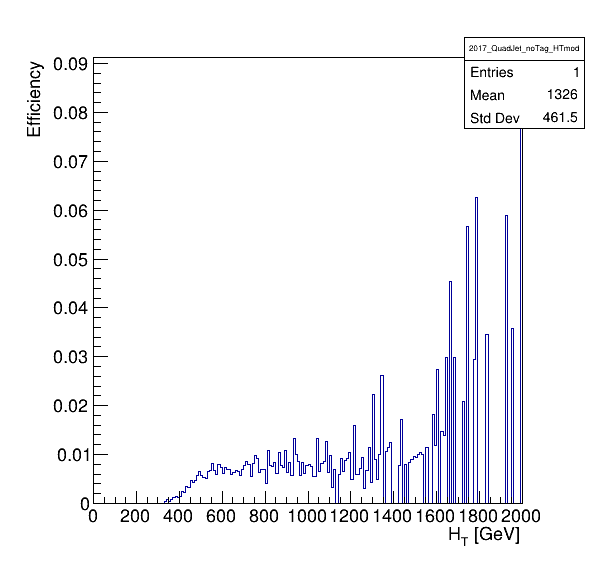 2017_QuadJet_noTag_HTmod
Entries 1
Mean 1326
Std Dev 461.5
Efficiency
0.09
0.08
0.07
0.06
0.05
0.04
0.03
0.02
0.01
0
0 200 400 600 800 1000 1200 1400 1600 1800 2000
H_T [GeV]